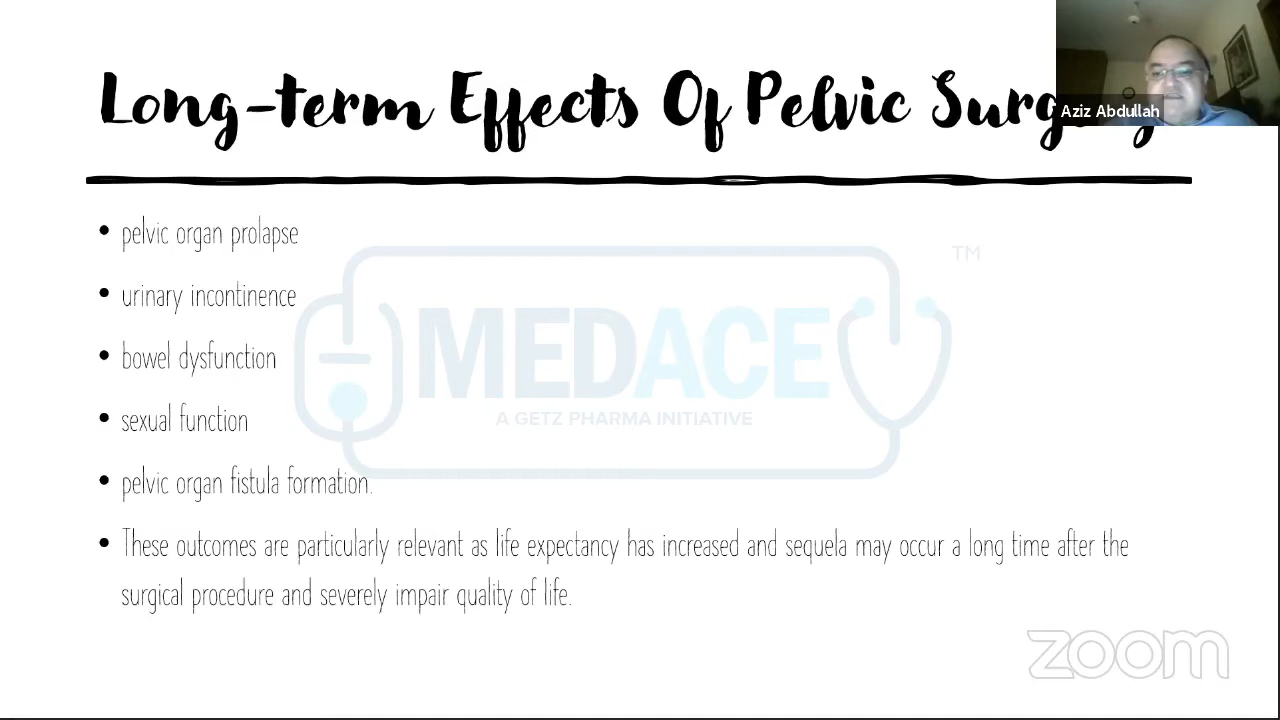 Long-term Effects Of Pelvic Surgery
Aziz Abdullah
• pelvic organ prolapse
• urinary incontinence
• bowel dysfunction
• sexual function
• pelvic organ fistula formation.
• These outcomes are particularly relevant as life expectancy has increased and sequela may occur a long time after the
surgical procedure and severely impair quality of life.
MEDACE
TM
A GETZ PHARMA INITIATIVE
zoom